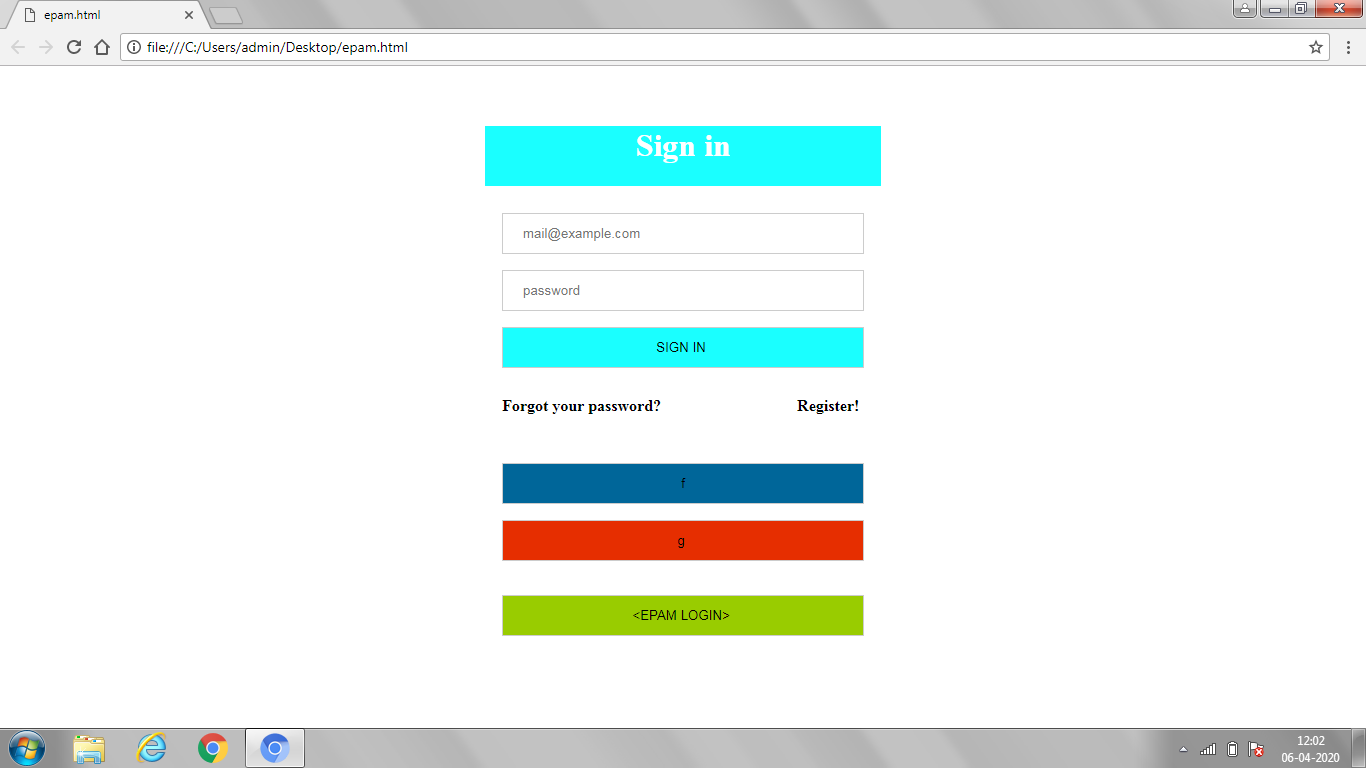 epam.html
file:///C:/Users/admin/Desktop/epam.html
Sign in
mail@example.com
password
SIGN IN
Forgot your password? Register!
f
g
<EPAM LOGIN>
12:02
06-04-2020